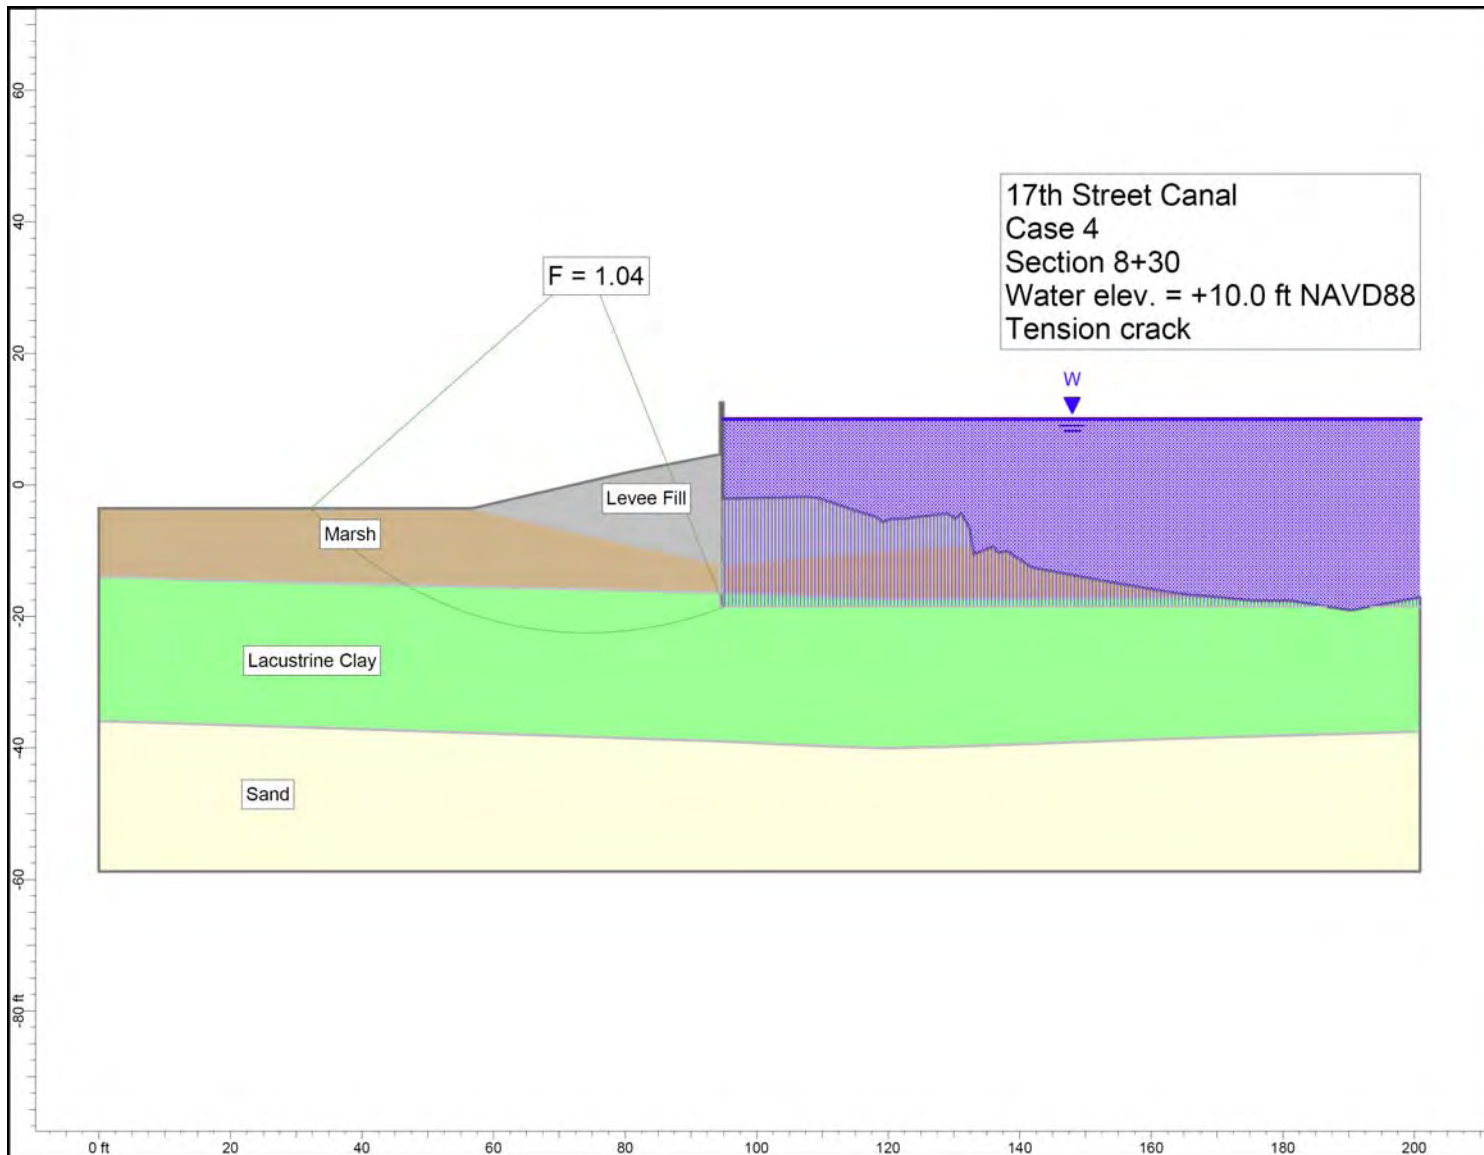 60
40
20
0
-20
-40
-60
-80 ft
F = 1.04
17th Street Canal
Case 4
Section 8+30
Water elev. = +10.0 ft NAVD88
Tension crack
W
Levee Fill
Marsh
Lacustrine Clay
Sand
0 ft 20 40 60 80 100 120 140 160 180 200